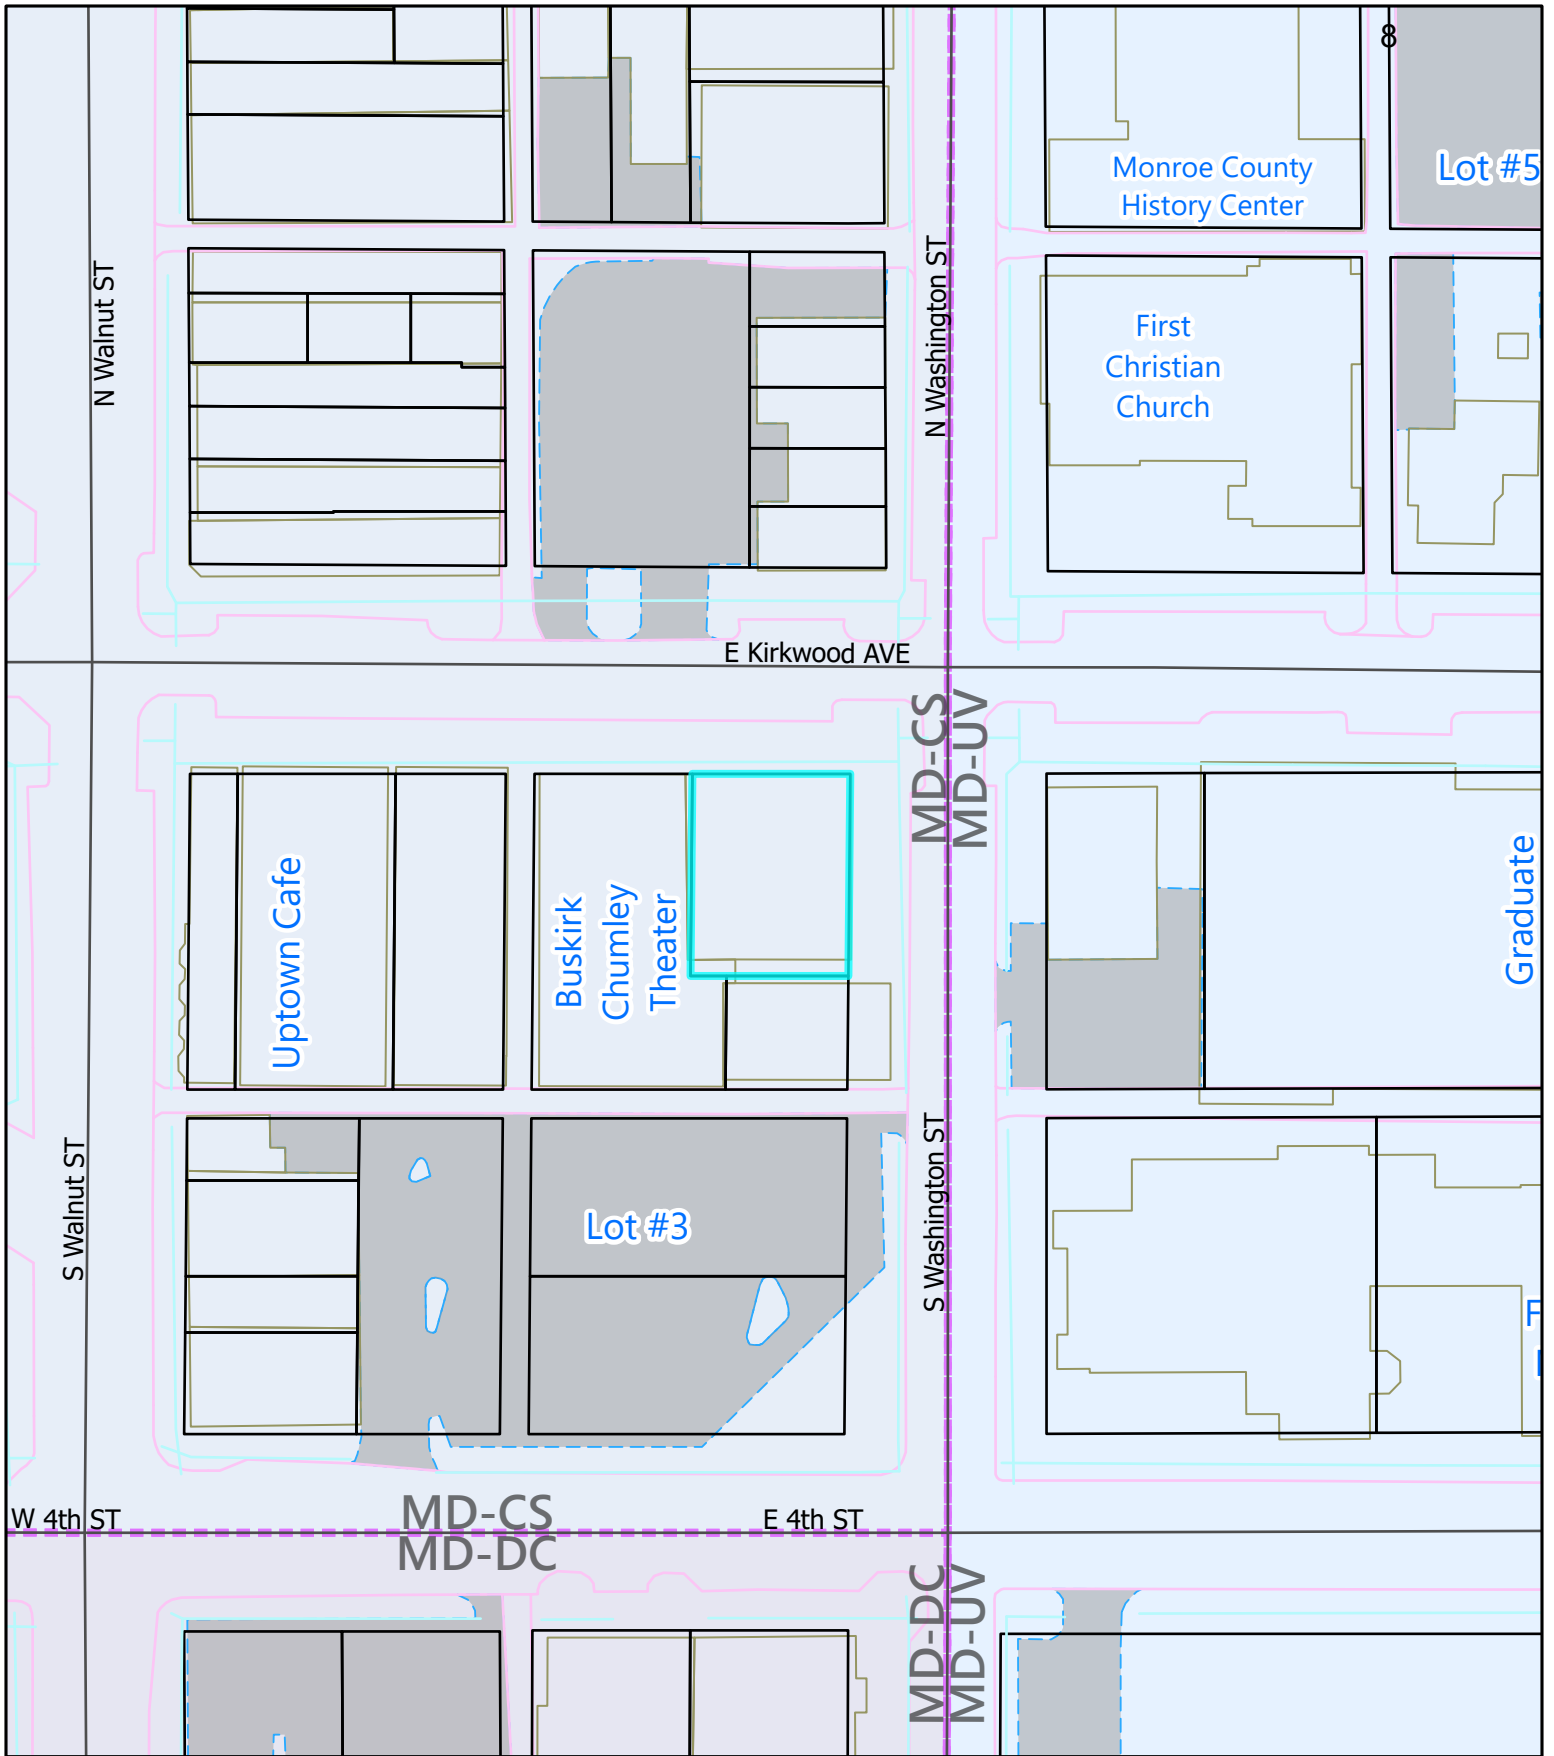 8
Monroe County
History Center
Lot #5
N Walnut ST
N Washington ST
First
Christian
Church
E Kirkwood AVE
MD-CS
MD-UV
Uptown Cafe
Buskirk
Chumley
Theater
Graduate
S Walnut ST
S Washington ST
Lot #3
F
W 4th ST
MD-CS
E 4th ST
MD-DC
MD-DC
MD-UV